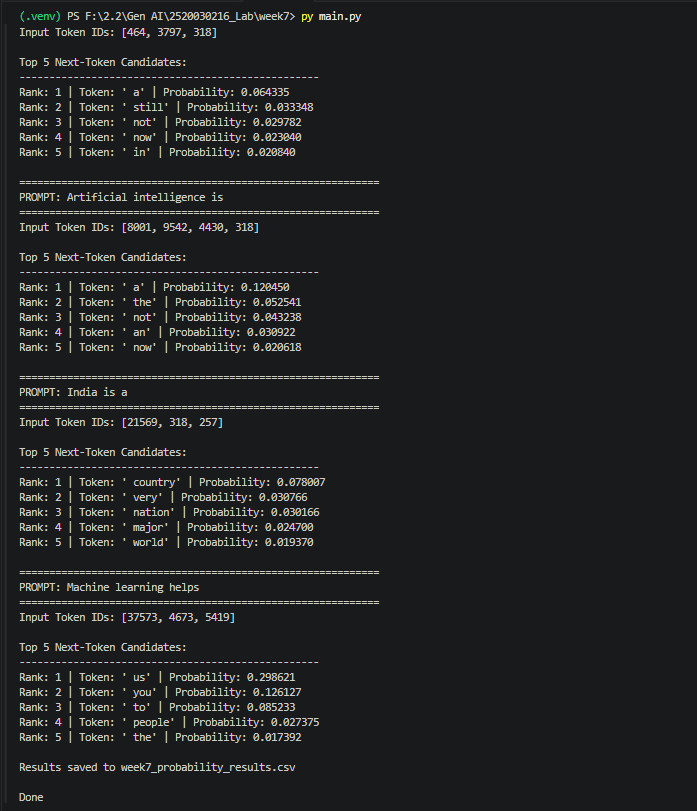 (.venv) PS F:\2.2\Gen AI\2520030216_Lab\week7> py main.py
Input Token IDs: [464, 3797, 318]
Top 5 Next-Token Candidates:
--------------------------------------------------
Rank: 1 | Token: ' a' | Probability: 0.064335
Rank: 2 | Token: ' still' | Probability: 0.033348
Rank: 3 | Token: ' not' | Probability: 0.029782
Rank: 4 | Token: ' now' | Probability: 0.023040
Rank: 5 | Token: ' in' | Probability: 0.020840
============================================================
PROMPT: Artificial intelligence is
============================================================
Input Token IDs: [8001, 9542, 4430, 318]
Top 5 Next-Token Candidates:
--------------------------------------------------
Rank: 1 | Token: ' a' | Probability: 0.120450
Rank: 2 | Token: ' the' | Probability: 0.052541
Rank: 3 | Token: ' not' | Probability: 0.043238
Rank: 4 | Token: ' an' | Probability: 0.030922
Rank: 5 | Token: ' now' | Probability: 0.020618
============================================================
PROMPT: India is a
============================================================
Input Token IDs: [21569, 318, 257]
Top 5 Next-Token Candidates:
--------------------------------------------------
Rank: 1 | Token: ' country' | Probability: 0.078007
Rank: 2 | Token: ' very' | Probability: 0.030766
Rank: 3 | Token: ' nation' | Probability: 0.030166
Rank: 4 | Token: ' major' | Probability: 0.024700
Rank: 5 | Token: ' world' | Probability: 0.019370
============================================================
PROMPT: Machine learning helps
============================================================
Input Token IDs: [37573, 4673, 5419]
Top 5 Next-Token Candidates:
--------------------------------------------------
Rank: 1 | Token: ' us' | Probability: 0.298621
Rank: 2 | Token: ' you' | Probability: 0.126127
Rank: 3 | Token: ' to' | Probability: 0.085233
Rank: 4 | Token: ' people' | Probability: 0.027375
Rank: 5 | Token: ' the' | Probability: 0.017392
Results saved to week7_probability_results.csv
Done